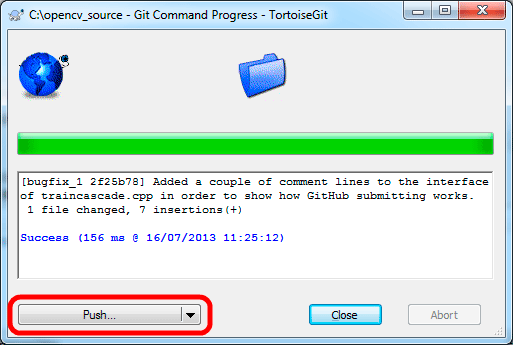 C:\opencv_source - Git Command Progress - TortoiseGit
[bugfix_1 2f25b78] Added a couple of comment lines to the interface
of traincascade.cpp in order to show how GitHub submitting works.
1 file changed, 7 insertions(+)
Success (156 ms @ 16/07/2013 11:25:12)
Push...
Close
Abort